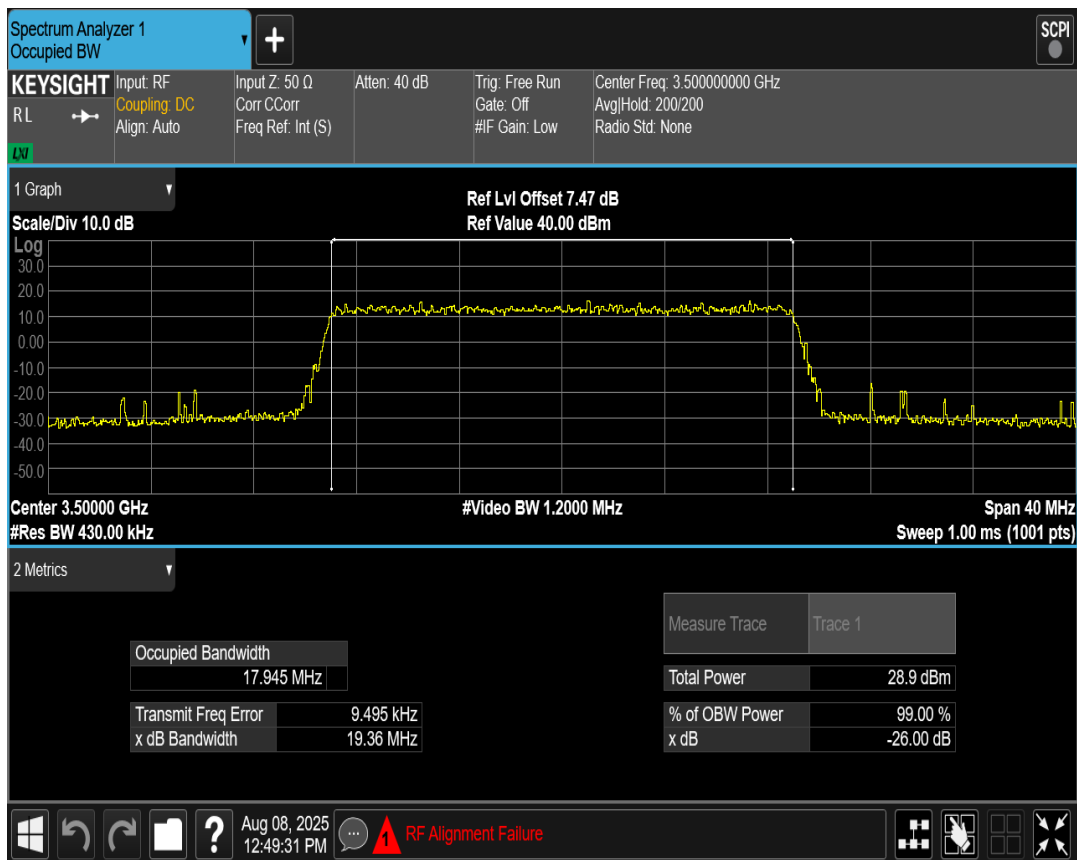 Spectrum Analyzer 1
Occupied BW
+
SCPI
KEYSIGHT
RL
LXI
Input: RF
Coupling: DC
Align: Auto
Input Z: 50 Ω
Corr CCorr
Freq Ref: Int (S)
Atten: 40 dB
Trig: Free Run
Gate: Off
#IF Gain: Low
Center Freq: 3.500000000 GHz
Avg|Hold: 200/200
Radio Std: None
1 Graph
Scale/Div 10.0 dB
Ref Lvl Offset 7.47 dB
Ref Value 40.00 dBm
Log
30.0
20.0
10.0
0.00
-10.0
-20.0
-30.0
-40.0
-50.0
Center 3.50000 GHz
#Video BW 1.2000 MHz
Span 40 MHz
#Res BW 430.00 kHz
Sweep 1.00 ms (1001 pts)
2 Metrics
Measure Trace Trace 1
Occupied Bandwidth
17.945 MHz
Total Power 28.9 dBm
Transmit Freq Error 9.495 kHz
% of OBW Power 99.00 %
x dB Bandwidth 19.36 MHz
x dB -26.00 dB
?
Aug 08, 2025
12:49:31 PM
1
RF Alignment Failure